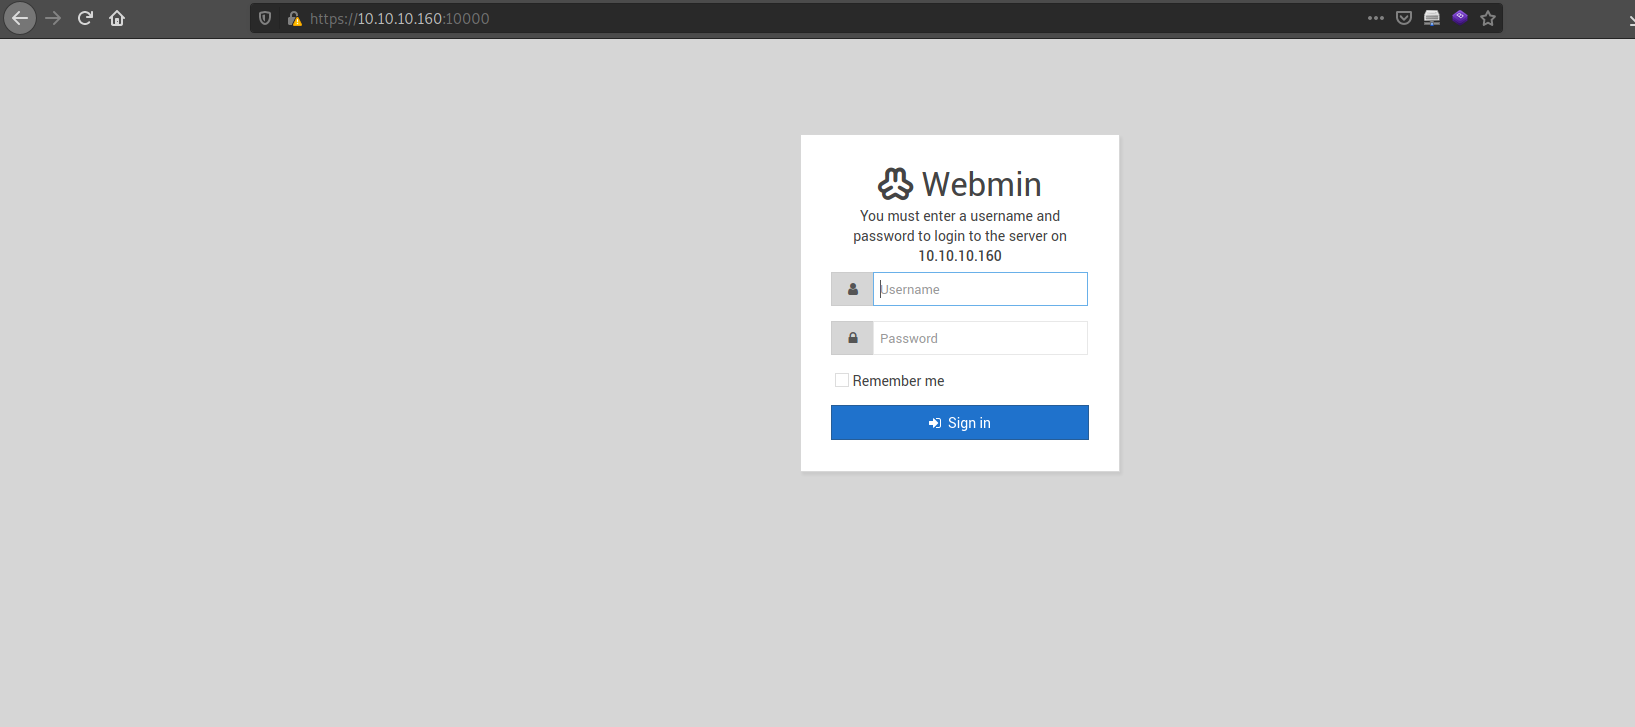 https://10.10.10.160:10000
Webmin
You must enter a username and
password to login to the server on
10.10.10.160
Username
Password
Remember me
Sign in